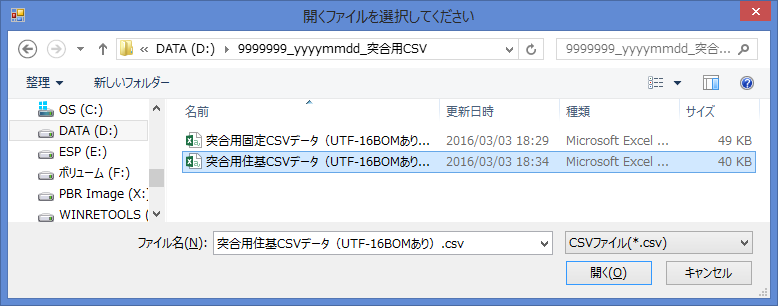 開くファイルを選択してください
« DATA (D:) ▸ 9999999_yyyymmdd_突合用CSV
9999999_yyyymmdd_突合...
整理 新しいフォルダー
名前 更新日時 種類 サイズ
OS (C:)
DATA (D:)
ESP (E:)
ボリューム (F:)
PBR Image (X:)
WINRETOOLS (
突合用固定CSVデータ（UTF-16BOMあり... 2016/03/03 18:29 Microsoft Excel ... 49 KB
突合用住基CSVデータ（UTF-16BOMあり... 2016/03/03 18:34 Microsoft Excel ... 40 KB
ファイル名(N): 突合用住基CSVデータ（UTF-16BOMあり）.csv CSVファイル(*.csv)
開く(O) キャンセル